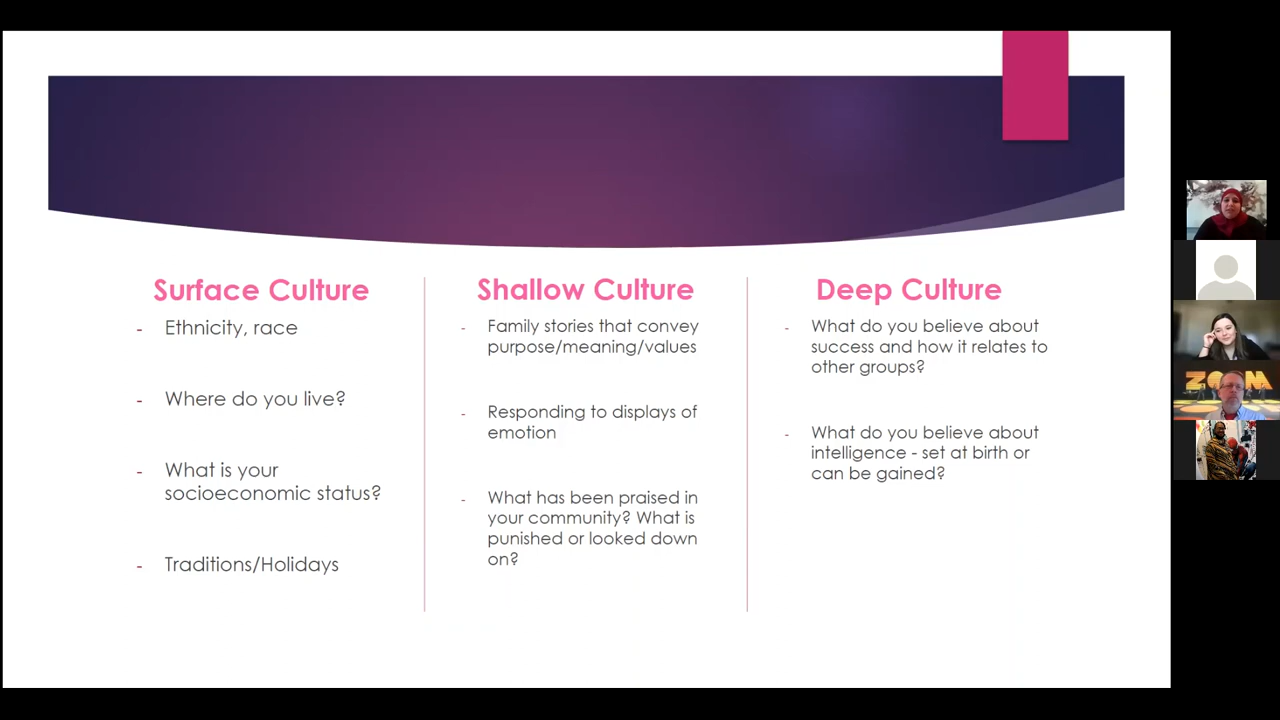 Surface Culture
- Ethnicity, race
- Where do you live?
- What is your
socioeconomic status?
- Traditions/Holidays
Shallow Culture
- Family stories that convey
purpose/meaning/values
- Responding to displays of
emotion
- What has been praised in
your community? What is
punished or looked down
on?
Deep Culture
- What do you believe about
success and how it relates to
other groups?
- What do you believe about
intelligence - set at birth or
can be gained?
ZOOM